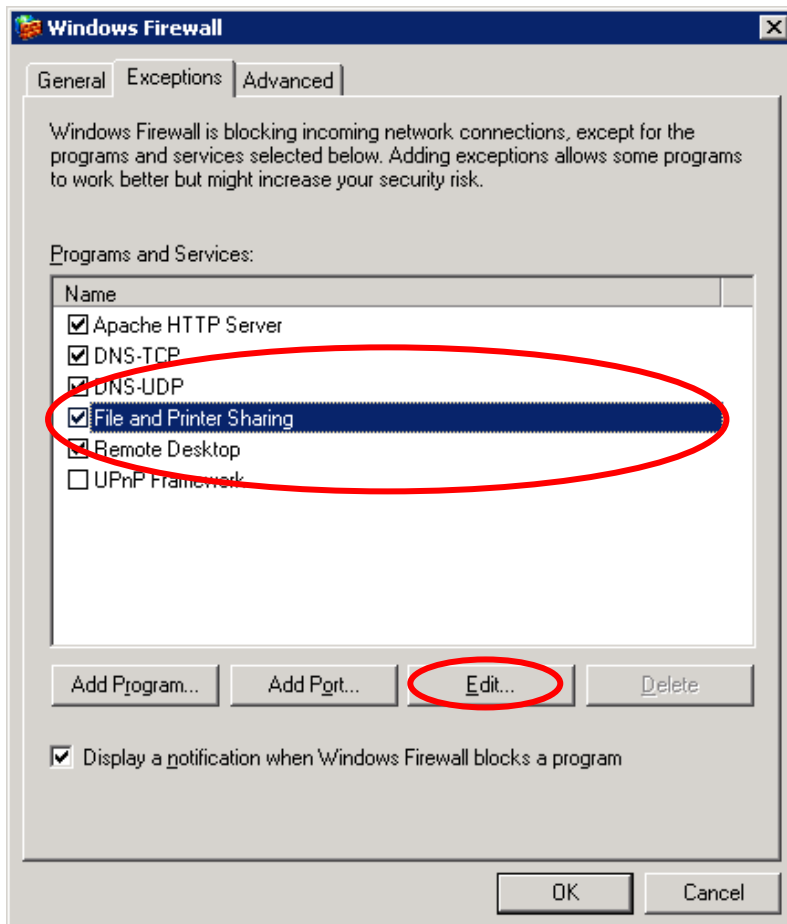 Windows Firewall
General Exceptions Advanced
Windows Firewall is blocking incoming network connections, except for the
programs and services selected below. Adding exceptions allows some programs
to work better but might increase your security risk.
Programs and Services:
Name
Apache HTTP Server
DNS-TCP
DNS-UDP
File and Printer Sharing
Remote Desktop
UPnP Framework
Add Program... Add Port... Edit... Delete
Display a notification when Windows Firewall blocks a program
OK Cancel